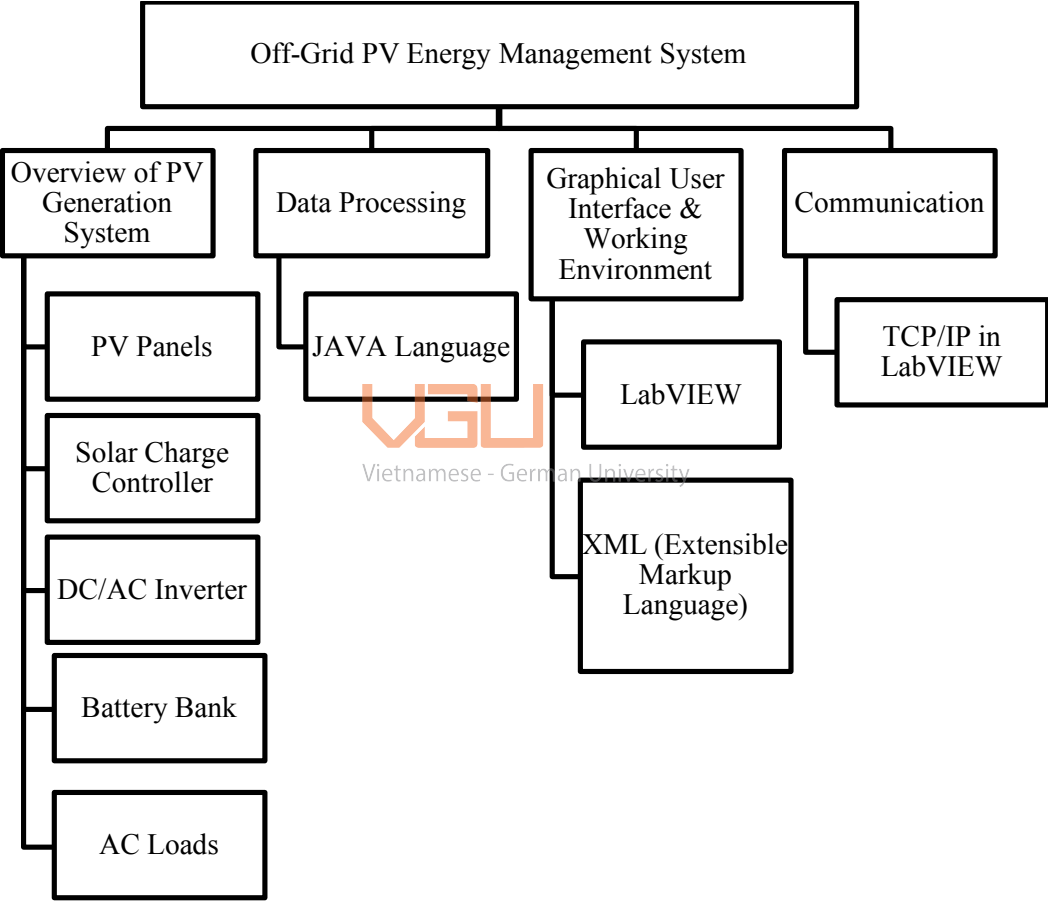 Off-Grid PV Energy Management System
Overview of PV
Generation
System
PV Panels
Solar Charge
Controller
DC/AC Inverter
Battery Bank
AC Loads
Data Processing
JAVA Language
Graphical User
Interface &
Working
Environment
LabVIEW
XML (Extensible
Markup
Language)
Communication
TCP/IP in
LabVIEW
VGU
Vietnamese - German University